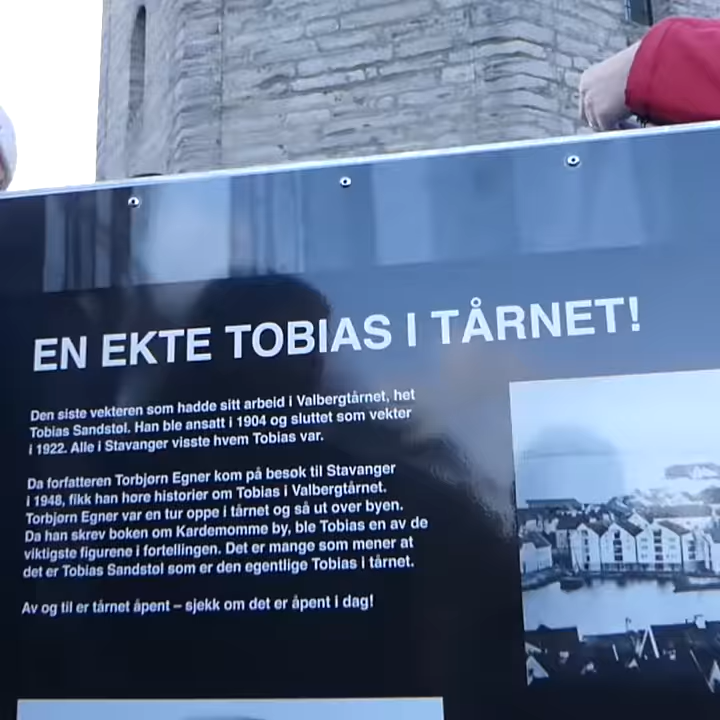 EN EKTE TOBIAS I TÅRNET!
Den siste vekteren som hadde sitt arbeid i Valbergtårnet, het
Tobias Sandstøl. Han ble ansatt i 1904 og sluttet som vekter
i 1922. Alle i Stavanger visste hvem Tobias var.
Da forfatteren Torbjørn Egner kom på besøk til Stavanger
i 1948, fikk han høre historier om Tobias i Valbergtårnet.
Torbjørn Egner var en tur oppe i tårnet og så ut over byen.
Da han skrev boken om Kardemomme by, ble Tobias en av de
viktigste figurene i fortellingen. Det er mange som mener at
det er Tobias Sandstøl som er den egentlige Tobias i tårnet.
Av og til er tårnet åpent – sjekk om det er åpent i dag!